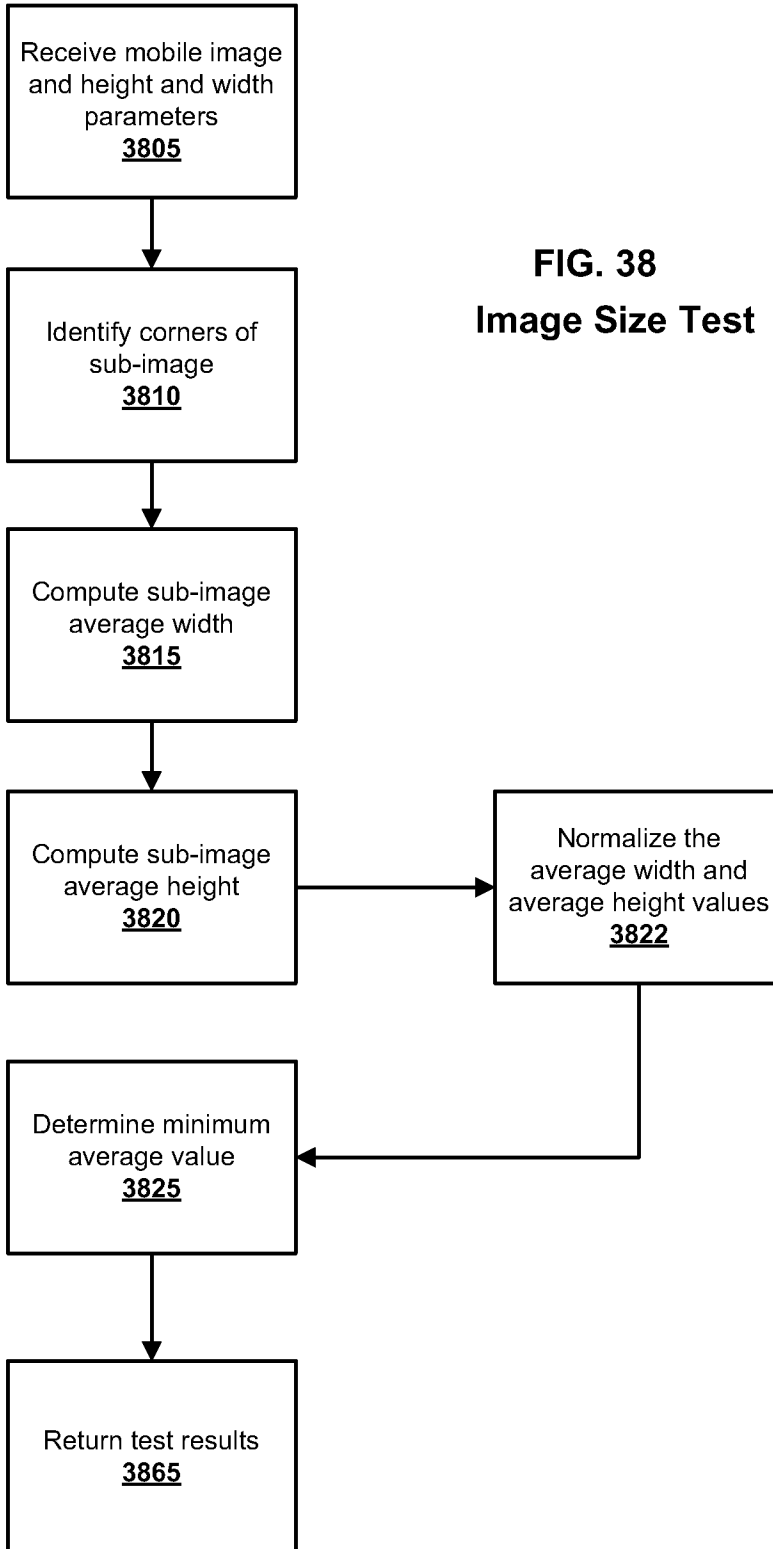 Receive mobile image
and height and width
parameters
3805
FIG. 38
Image Size Test
Identify corners of
sub-image
3810
Compute sub-image
average width
3815
Compute sub-image
average height
3820
Normalize the
average width and
average height values
3822
Determine minimum
average value
3825
Return test results
3865